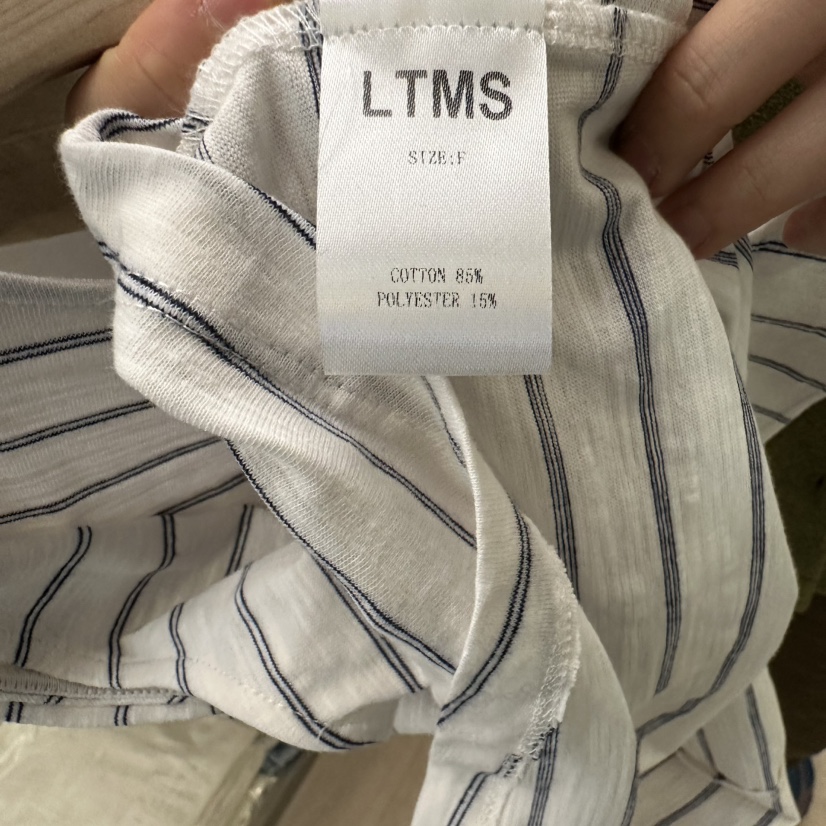 LTMS
SIZE:F
COTTON 85%
POLYESTER 15%